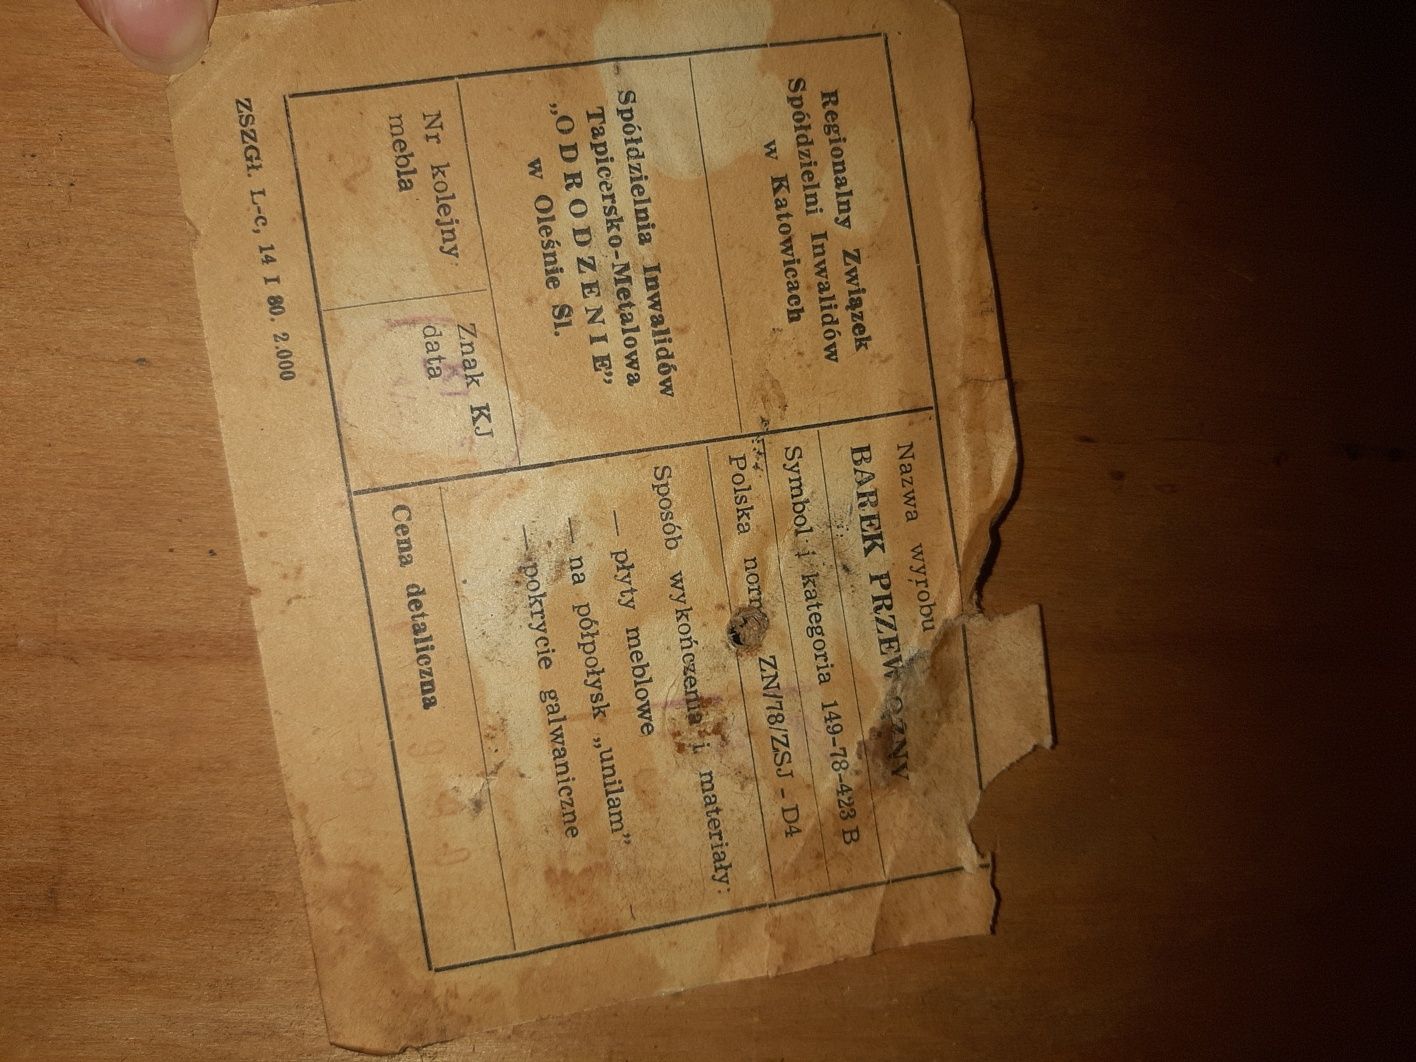 Regionalny Związek
Spółdzielni Inwalidów
w Katowicach
Spółdzielnia Inwalidów
Tapicersko-Metalowa
„ODRODZENIE”
w Oleśnie Sl.
Nr kolejny
mebla
Znak KJ
data
Nazwa wyrobu
BAREK PRZEWOZNY
Symbol i kategoria 149-78-423 B
Polska norma ZN/78/ZSJ - D4
Sposób wykończenia i materiały:
— płyty meblowe
— na półpołysk „unilam”
— pokrycie galwaniczne
Cena detaliczna
ZSZGł. L-c, 14 I 80. 2.000